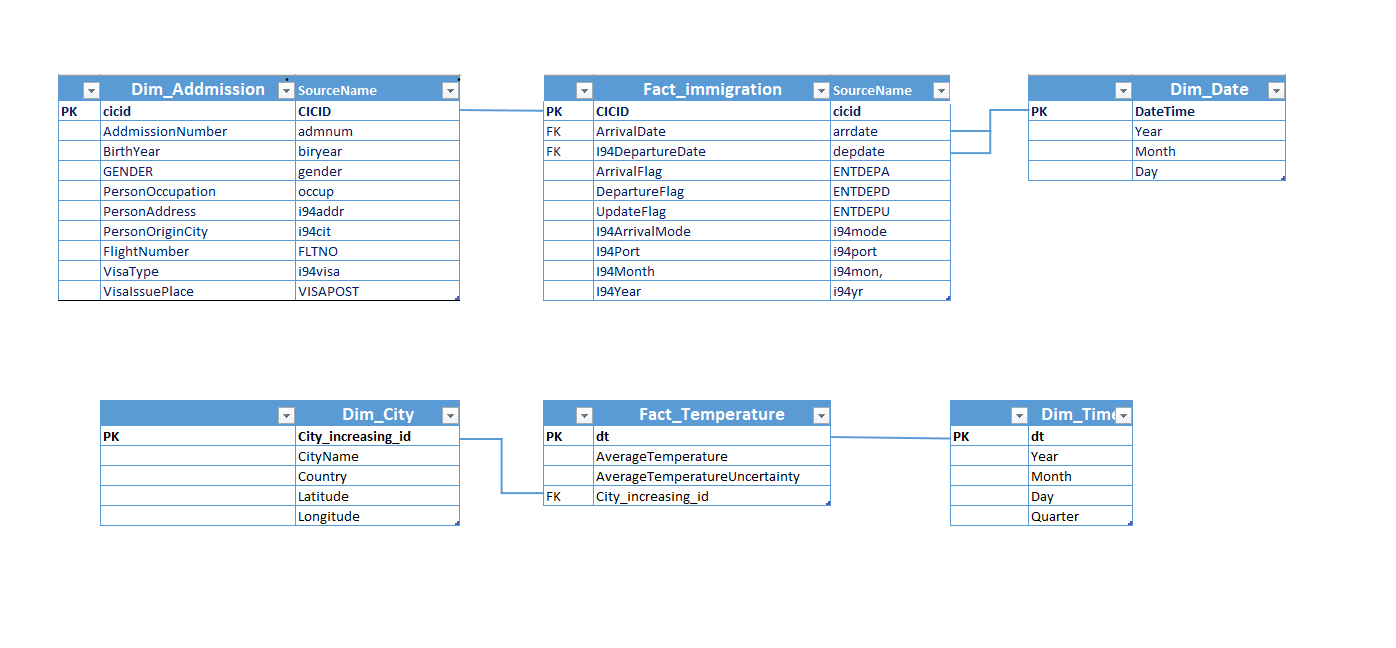 Dim_Addmission SourceName
PK cicid CICID
AddmissionNumber admnum
BirthYear biryear
GENDER gender
PersonOccupation occup
PersonAddress i94addr
PersonOriginCity i94cit
FlightNumber FLTNO
VisaType i94visa
VisaIssuePlace VISAPOST
Fact_immigration SourceName
PK CICID cicid
FK ArrivalDate arrdate
FK I94DepartureDate depdate
ArrivalFlag ENTDEPA
DepartureFlag ENTDEPD
UpdateFlag ENTDEPU
I94ArrivalMode i94mode
I94Port i94port
I94Month i94mon,
I94Year i94yr
Dim_Date
PK DateTime
Year
Month
Day
Dim_City
PK City_increasing_id
CityName
Country
Latitude
Longitude
Fact_Temperature
PK dt
AverageTemperature
AverageTemperatureUncertainty
FK City_increasing_id
Dim_Time
PK dt
Year
Month
Day
Quarter